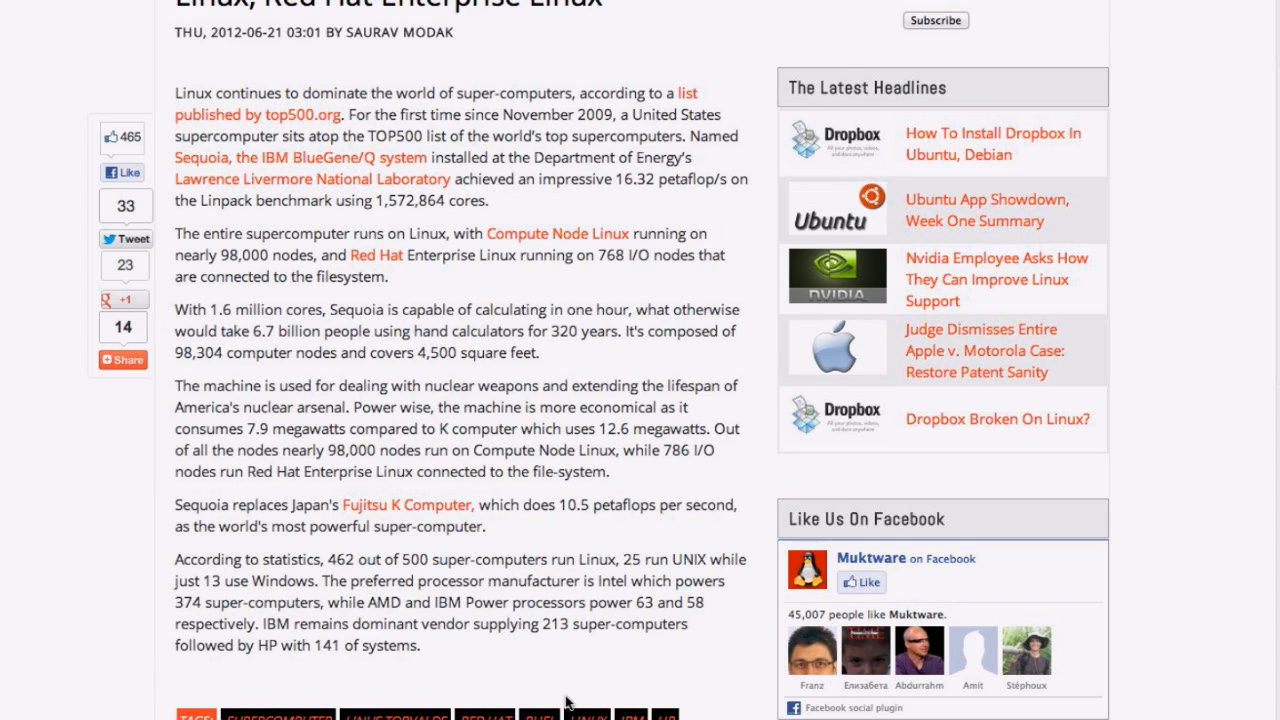 Linux, Red Hat Enterprise Linux
THU, 2012-06-21 03:01 BY SAURAV MODAK
Linux continues to dominate the world of super-computers, according to a list
published by top500.org. For the first time since November 2009, a United States
supercomputer sits atop the TOP500 list of the world's top supercomputers. Named
Sequoia, the IBM BlueGene/Q system installed at the Department of Energy's
Lawrence Livermore National Laboratory achieved an impressive 16.32 petaflop/s on
the Linpack benchmark using 1,572,864 cores.
The entire supercomputer runs on Linux, with Compute Node Linux running on
nearly 98,000 nodes, and Red Hat Enterprise Linux running on 768 I/O nodes that
are connected to the filesystem.
With 1.6 million cores, Sequoia is capable of calculating in one hour, what otherwise
would take 6.7 billion people using hand calculators for 320 years. It's composed of
98,304 computer nodes and covers 4,500 square feet.
The machine is used for dealing with nuclear weapons and extending the lifespan of
America's nuclear arsenal. Power wise, the machine is more economical as it
consumes 7.9 megawatts compared to K computer which uses 12.6 megawatts. Out
of all the nodes nearly 98,000 nodes run on Compute Node Linux, while 786 I/O
nodes run Red Hat Enterprise Linux connected to the file-system.
Sequoia replaces Japan's Fujitsu K Computer, which does 10.5 petaflops per second,
as the world's most powerful super-computer.
According to statistics, 462 out of 500 super-computers run Linux, 25 run UNIX while
just 13 use Windows. The preferred processor manufacturer is Intel which powers
374 super-computers, while AMD and IBM Power processors power 63 and 58
respectively. IBM remains dominant vendor supplying 213 super-computers
followed by HP with 141 of systems.
TAGS: SUPERCOMPUTER LINUS TORVALDS RED HAT RHEL LINUX IBM HP
465
Like
33
Tweet
23
+1
14
Share
Subscribe
The Latest Headlines
Dropbox
How To Install Dropbox In
Ubuntu, Debian
Ubuntu
Ubuntu App Showdown,
Week One Summary
NVIDIA
Nvidia Employee Asks How
They Can Improve Linux
Support
Judge Dismisses Entire
Apple v. Motorola Case:
Restore Patent Sanity
Dropbox
Dropbox Broken On Linux?
Like Us On Facebook
Muktware on Facebook
Like
45,007 people like Muktware.
Franz Елизабета Abdurrahm Amit Stéphoux
Facebook social plugin